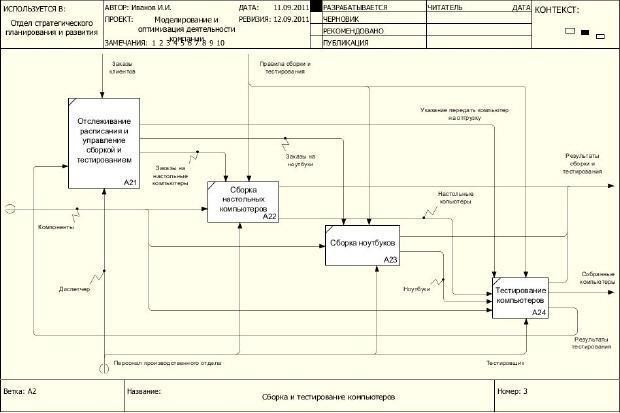 ИСПОЛЬЗУЕТСЯ В:
Отдел стратегического
планирования и развития
АВТОР: Иванов И.И.
ДАТА: 11.09.2011
ПРОЕКТ: Моделирование и
оптимизация деятельности
компании
РЕВИЗИЯ: 12.09.2011
ЗАМЕЧАНИЯ: 1 2 3 4 5 6 7 8 9 10
РАЗРАБАТЫВАЕТСЯ
ЧЕРНОВИК
РЕКОМЕНДОВАНО
ПУБЛИКАЦИЯ
ЧИТАТЕЛЬ
ДАТА
КОНТЕКСТ:
Заказы
клиентов
Правила сборки и
тестирования
Указание передать компьютер
на отгрузку
Отслеживание
расписания и
управление
сборкой и
тестированием
A21
Заказы на
настольные
компьютеры
Заказы на
ноутбуки
Результаты
сборки и
тестирования
Сборка
настольных
компьютеров
A22
Настольные
копьютеры
Компоненты
Сборка ноутбуков
A23
Диспетчер
Ноутбуки
Собранные
компьютеры
Тестирование
компьютеров
A24
Результаты
тестирования
Персонал производственного отдела
Тестировщик
Ветка: A2
Название:
Сборка и тестирование компьютеров
Номер: 3